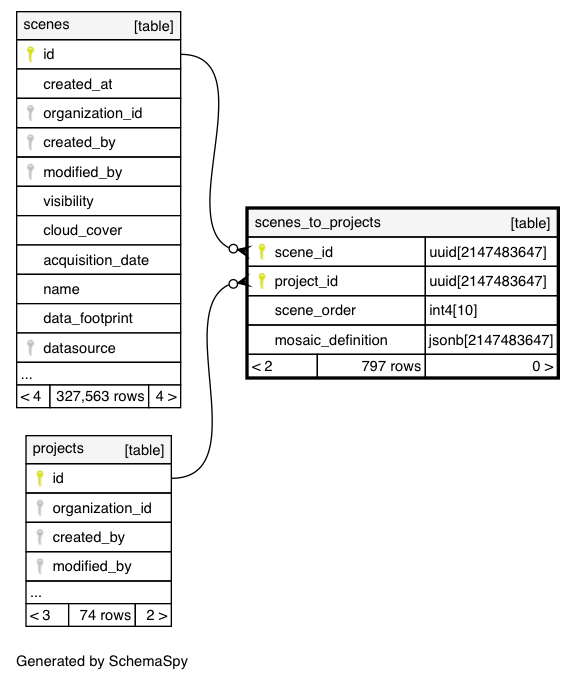 scenes [table]
id
created_at
organization_id
created_by
modified_by
visibility
cloud_cover
acquisition_date
name
data_footprint
datasource
...
< 4 327,563 rows 4 >
scenes_to_projects [table]
scene_id uuid[2147483647]
project_id uuid[2147483647]
scene_order int4[10]
mosaic_definition jsonb[2147483647]
< 2 797 rows 0 >
projects [table]
id
organization_id
created_by
modified_by
...
< 3 74 rows 2 >
Generated by SchemaSpy